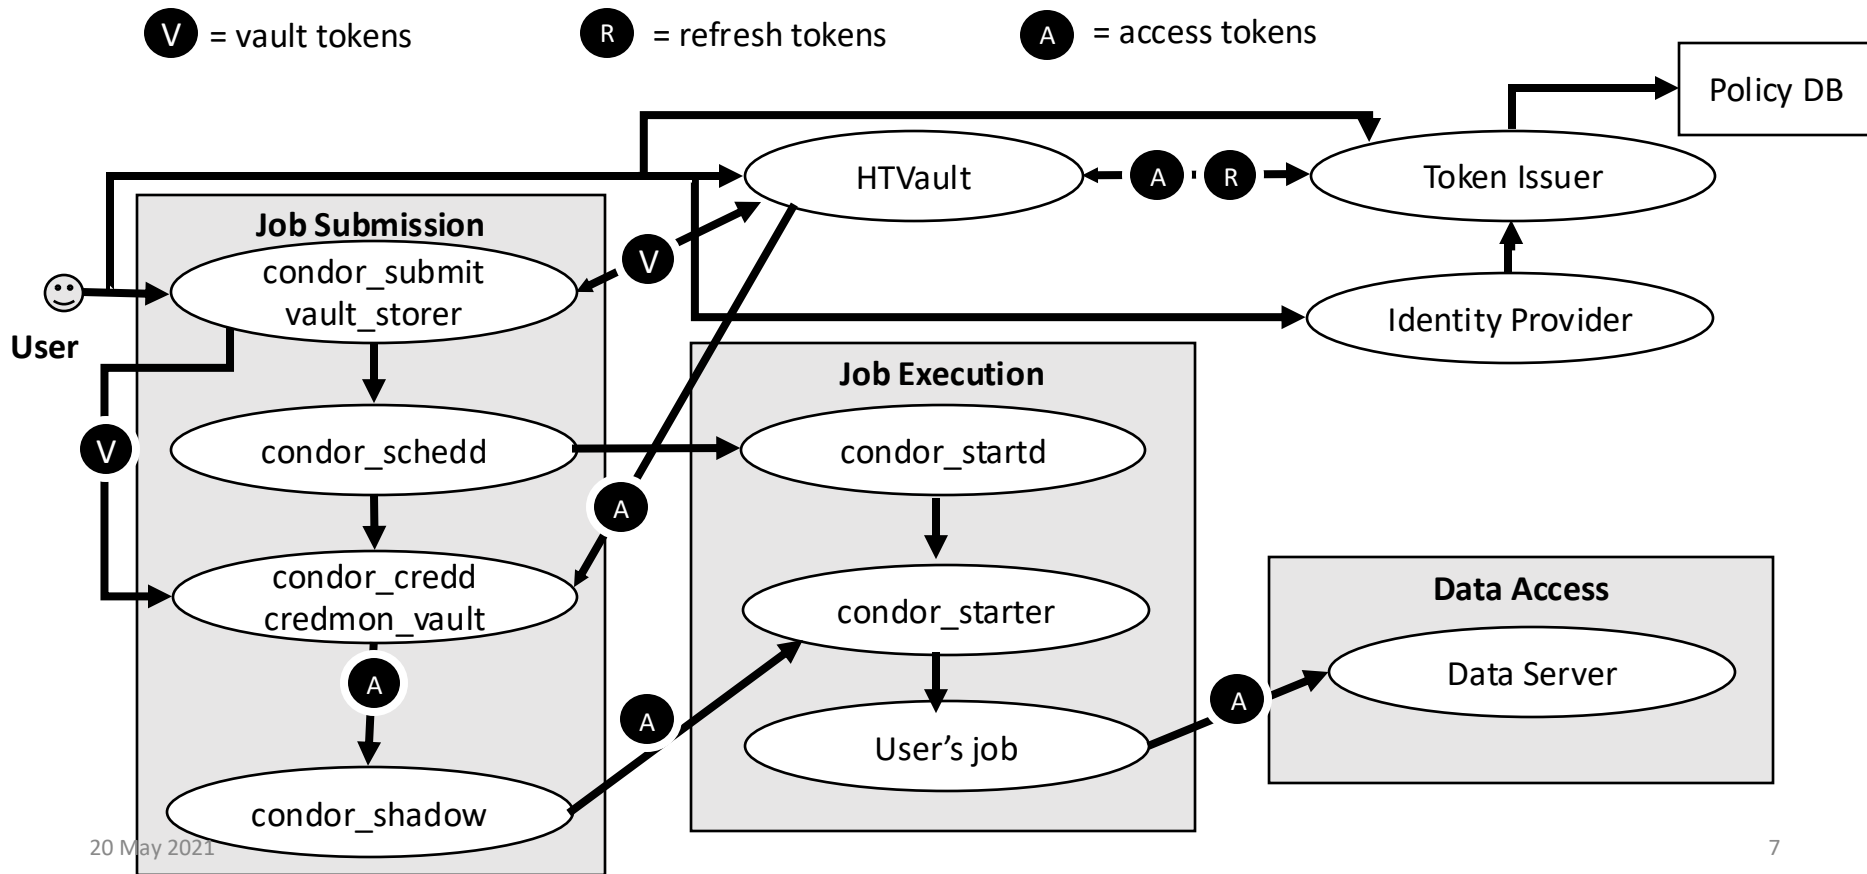 V = vault tokens
R = refresh tokens
A = access tokens
Policy DB
HTVault
A
R
Token Issuer
Job Submission
condor_submit
vault_storer
V
User
Identity Provider
Job Execution
condor_schedd
V
condor_startd
A
condor_credd
credmon_vault
condor_starter
Data Access
Data Server
A
A
A
User's job
condor_shadow
20 May 2021
7